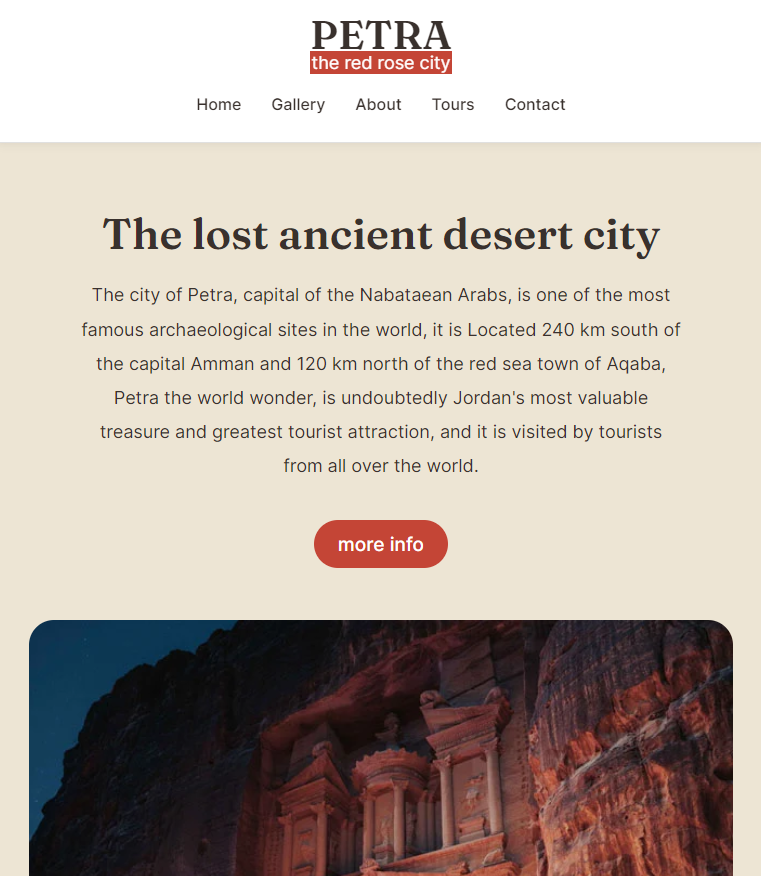 PETRA
the red rose city
Home Gallery About Tours Contact
The lost ancient desert city
The city of Petra, capital of the Nabataean Arabs, is one of the most
famous archaeological sites in the world, it is Located 240 km south of
the capital Amman and 120 km north of the red sea town of Aqaba,
Petra the world wonder, is undoubtedly Jordan's most valuable
treasure and greatest tourist attraction, and it is visited by tourists
from all over the world.
more info